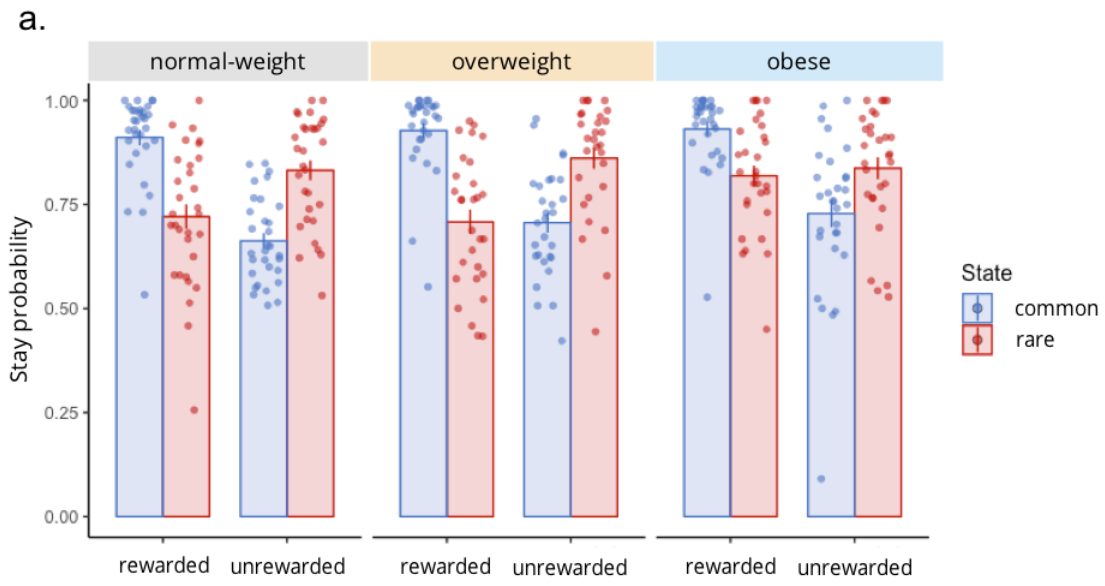 a.
normal-weight overweight obese
Stay probability
1.00
0.75
0.50
0.25
0.00
State
common
rare
rewarded unrewarded rewarded unrewarded rewarded unrewarded